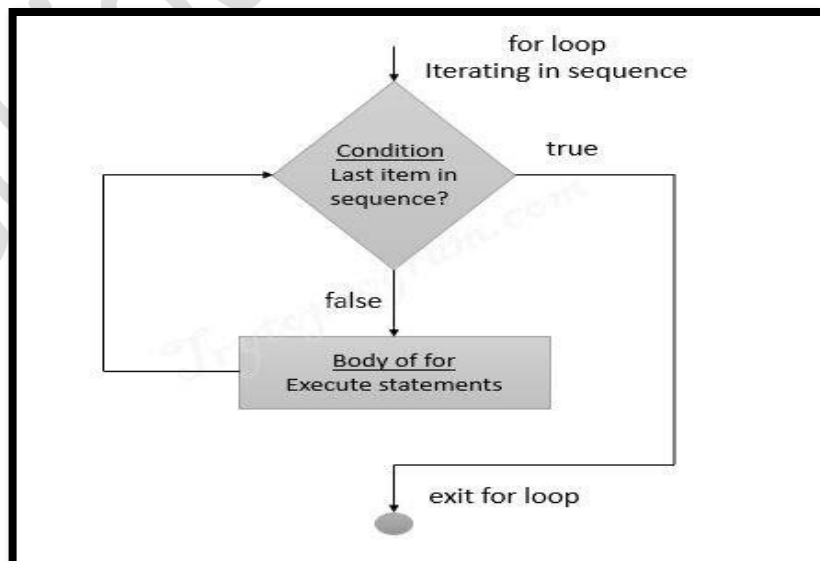 for loop
Iterating in sequence
Condition
Last item in
sequence?
true
false
Body of for
Execute statements
exit for loop